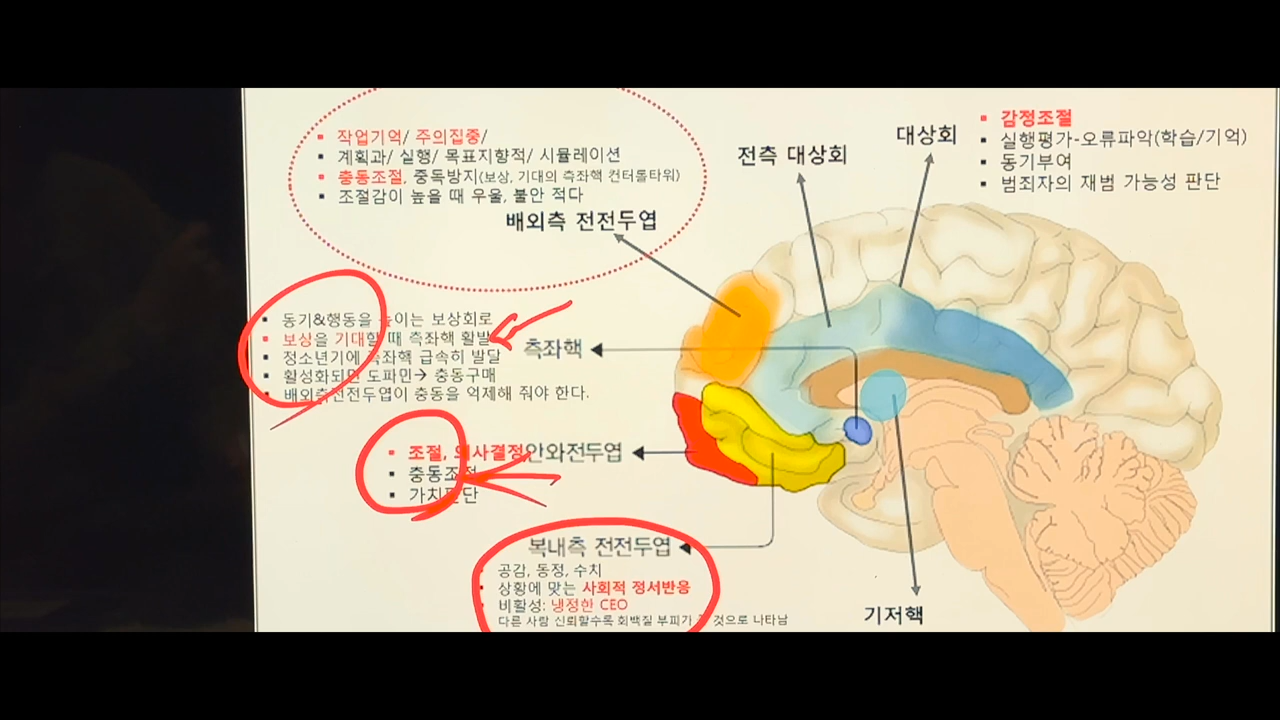 작업기억/ 주의집중/
계획과/ 실행/ 목표지향적/ 시뮬레이션
충동조절, 중독방지(보상, 기대의 측좌핵 컨터롤타워)
조절감이 높을 때 우울, 불안 적다
배외측 전전두엽
전측 대상회
대상회
감정조절
실행평가-오류파악(학습/기억)
동기부여
범죄자의 재범 가능성 판단
동기&행동을 높이는 보상회로
보상을 기대할 때 측좌핵 활발
청소년기에 측좌핵 급속히 발달
활성화되면 도파민→ 충동구매
배외측전전두엽이 충동을 억제해 줘야 한다.
측좌핵
조절, 의사결정,
충동조절
가치판단
안와전두엽
복내측 전전두엽
공감, 동정, 수치
상황에 맞는 사회적 정서반응
비활성: 냉정한 CEO
다른 사람 신뢰할수록 회백질 부피가 것으로 나타남
기저핵